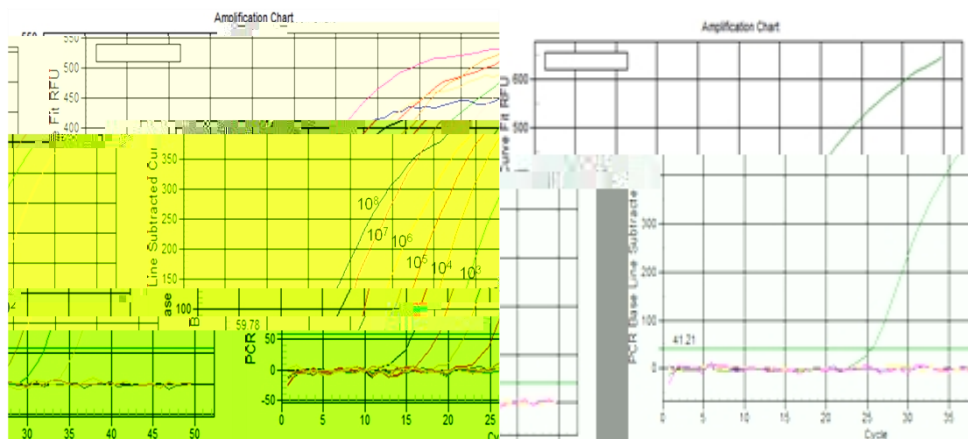 Amplification Chart
550
500
450
400
e Fit RFU
350
300
250
200
150
100
50
0
-50
Line Subtracted Cur
ase
B
PCR
10⁸
10⁷
10⁶
10⁵
10⁴
10³
59.78
30 35 40 45 50
0 5 10 15 20 25
Amplification Chart
600
500
Curve Fit RFU
300
200
100
0
PCR Base Line Subtracte
41.21
0 5 10 15 20 25 30 35
Cycle